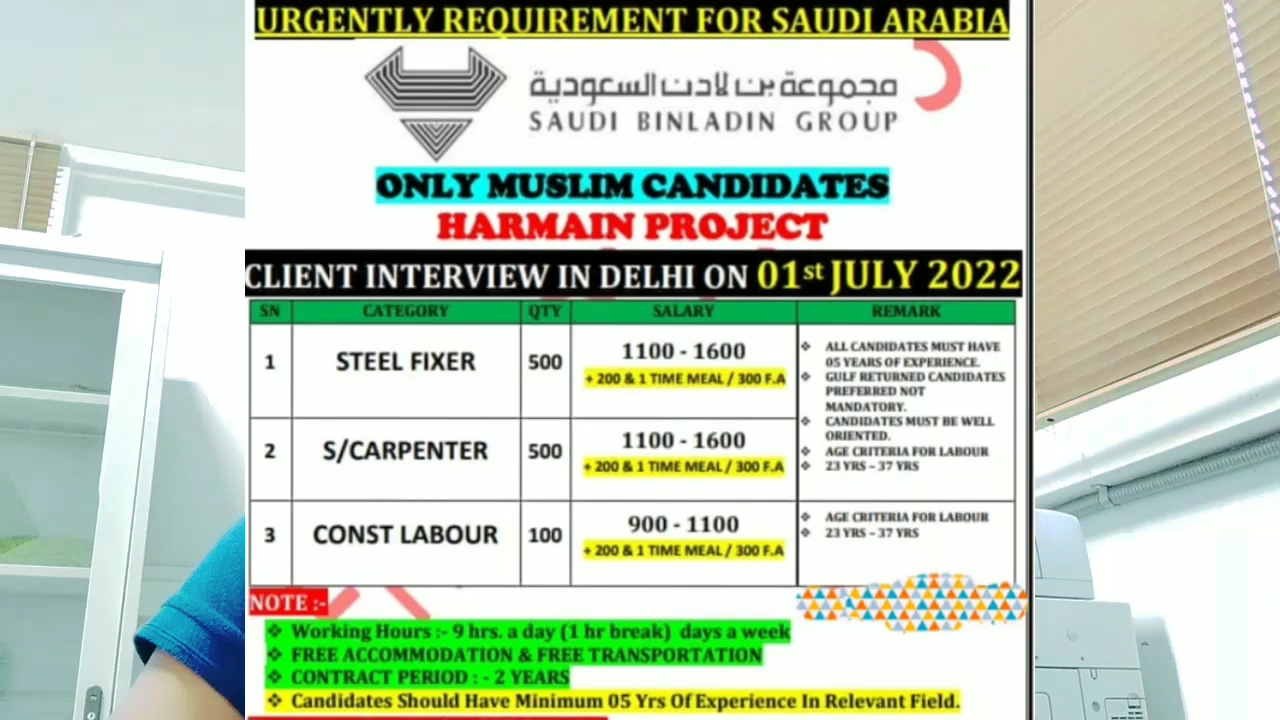 URGENTLY REQUIREMENT FOR SAUDI ARABIA
مجموعة بن لادن السعودية
SAUDI BINLADIN GROUP
ONLY MUSLIM CANDIDATES
HARMAIN PROJECT
CLIENT INTERVIEW IN DELHI ON 01st JULY 2022
SN CATEGORY QTY SALARY REMARK
1 STEEL FIXER 500 1100 - 1600
+ 200 & 1 TIME MEAL / 300 F.A
2 S/CARPENTER 500 1100 - 1600
+ 200 & 1 TIME MEAL / 300 F.A
❖ ALL CANDIDATES MUST HAVE
05 YEARS OF EXPERIENCE.
❖ GULF RETURNED CANDIDATES
PREFERRED NOT
MANDATORY.
❖ CANDIDATES MUST BE WELL
ORIENTED.
❖ AGE CRITERIA FOR LABOUR
❖ 23 YRS – 37 YRS
3 CONST LABOUR 100 900 - 1100
+ 200 & 1 TIME MEAL / 300 F.A
❖ AGE CRITERIA FOR LABOUR
❖ 23 YRS – 37 YRS
NOTE :-
❖ Working Hours :- 9 hrs. a day (1 hr break) days a week
❖ FREE ACCOMMODATION & FREE TRANSPORTATION
❖ CONTRACT PERIOD : - 2 YEARS
❖ Candidates Should Have Minimum 05 Yrs Of Experience In Relevant Field.